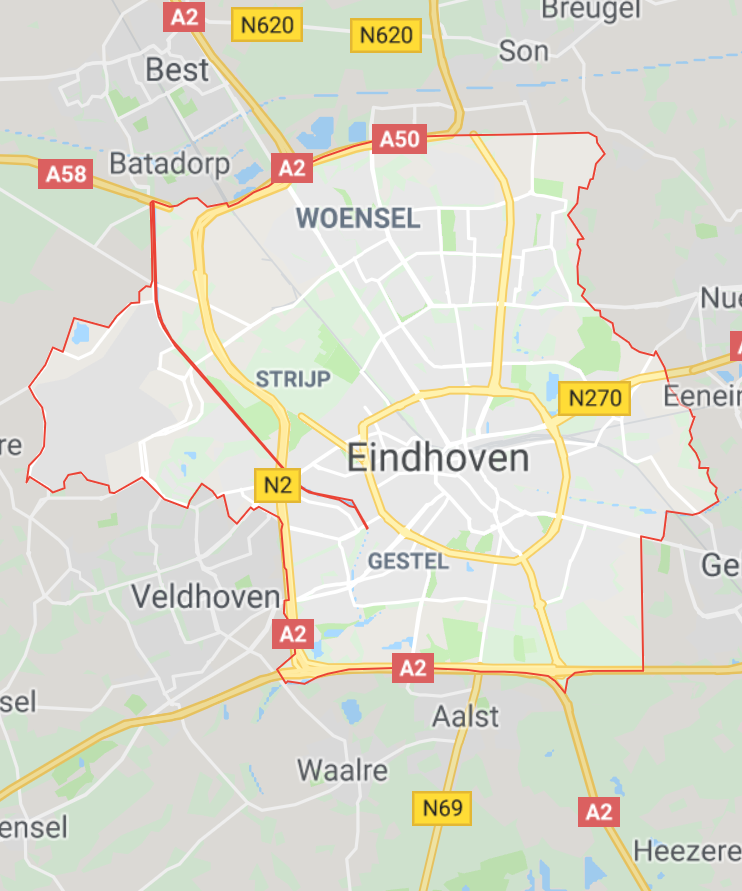 Breugel
A2
N620
N620
Son
Best
A50
Batadorp
A2
A58
WOENSEL
Nue
A
STRIJP
N270
Eenein
re
Eindhoven
N2
GESTEL
Ge
Veldhoven
A2
A2
sel
Aalst
Waalre
N69
A2
ensel
Heezere